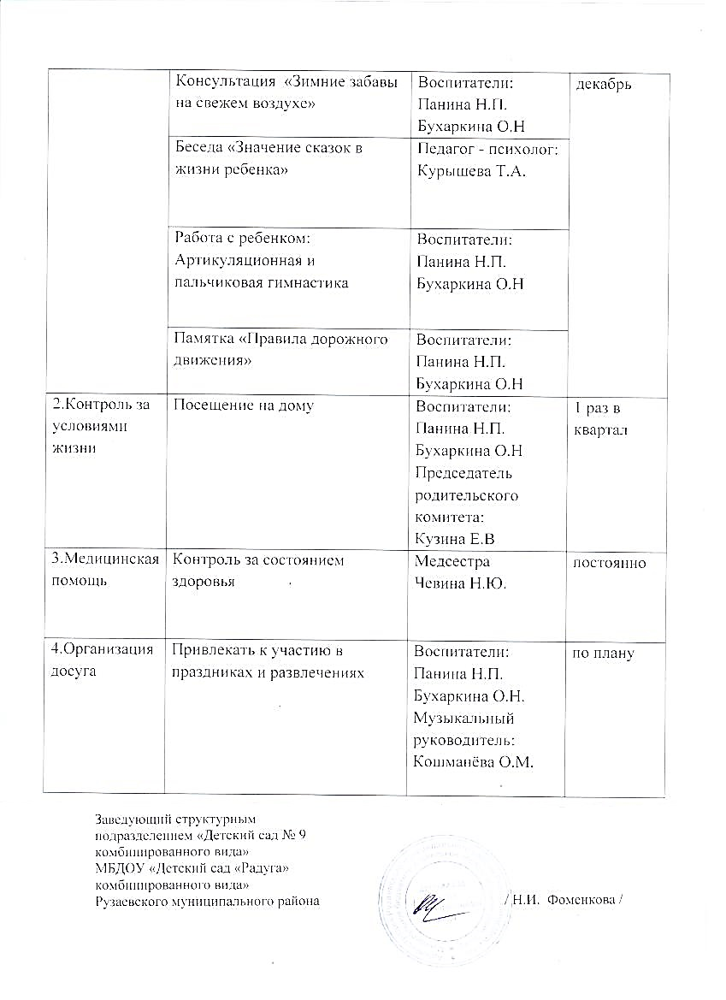 Консультация «Зимние забавы
на свежем воздухе»
Воспитатели:
Панина Н.П.
Бухаркина О.Н
декабрь
Беседа «Значение сказок в
жизни ребенка»
Педагог - психолог:
Курышева Т.А.
Работа с ребенком:
Артикуляционная и
пальчиковая гимнастика
Воспитатели:
Панина Н.П.
Бухаркина О.Н
Памятка «Правила дорожного
движения»
Воспитатели:
Панина Н.П.
Бухаркина О.Н
2.Контроль за
условиями
жизни
Посещение на дому
Воспитатели:
Панина Н.П.
Бухаркина О.Н
Председатель
родительского
комитета:
Кузина Е.В
1 раз в
квартал
3.Медицинская
помощь
Контроль за состоянием
здоровья
Медсестра
Чевина Н.Ю.
постоянно
4.Организация
досуга
Привлекать к участию в
праздниках и развлечениях
Воспитатели:
Панина Н.П.
Бухаркина О.Н.
Музыкальный
руководитель:
Кошманёва О.М.
по плану
Заведующий структурным
подразделением «Детский сад № 9
комбинированного вида»
МБДОУ «Детский сад «Радуга»
комбинированного вида»
Рузаевского муниципального района
/ Н.И. Фоменкова /